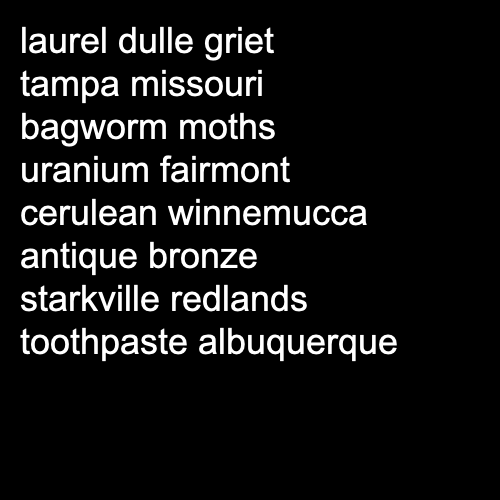 laurel dulle griet
tampa missouri
bagworm moths
uranium fairmont
cerulean winnemucca
antique bronze
starkville redlands
toothpaste albuquerque